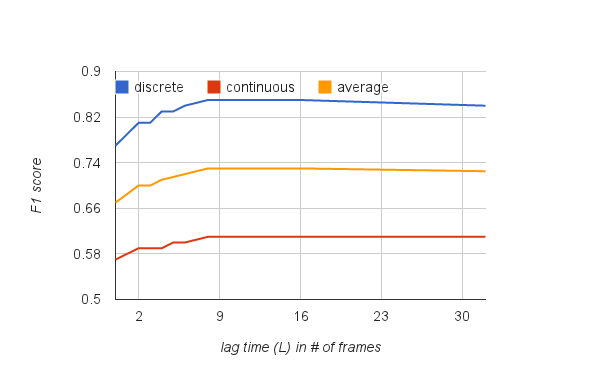 0.9
discrete continuous average
0.82
0.74
0.66
0.58
0.5
F1 score
2 9 16 23 30
lag time (L) in # of frames